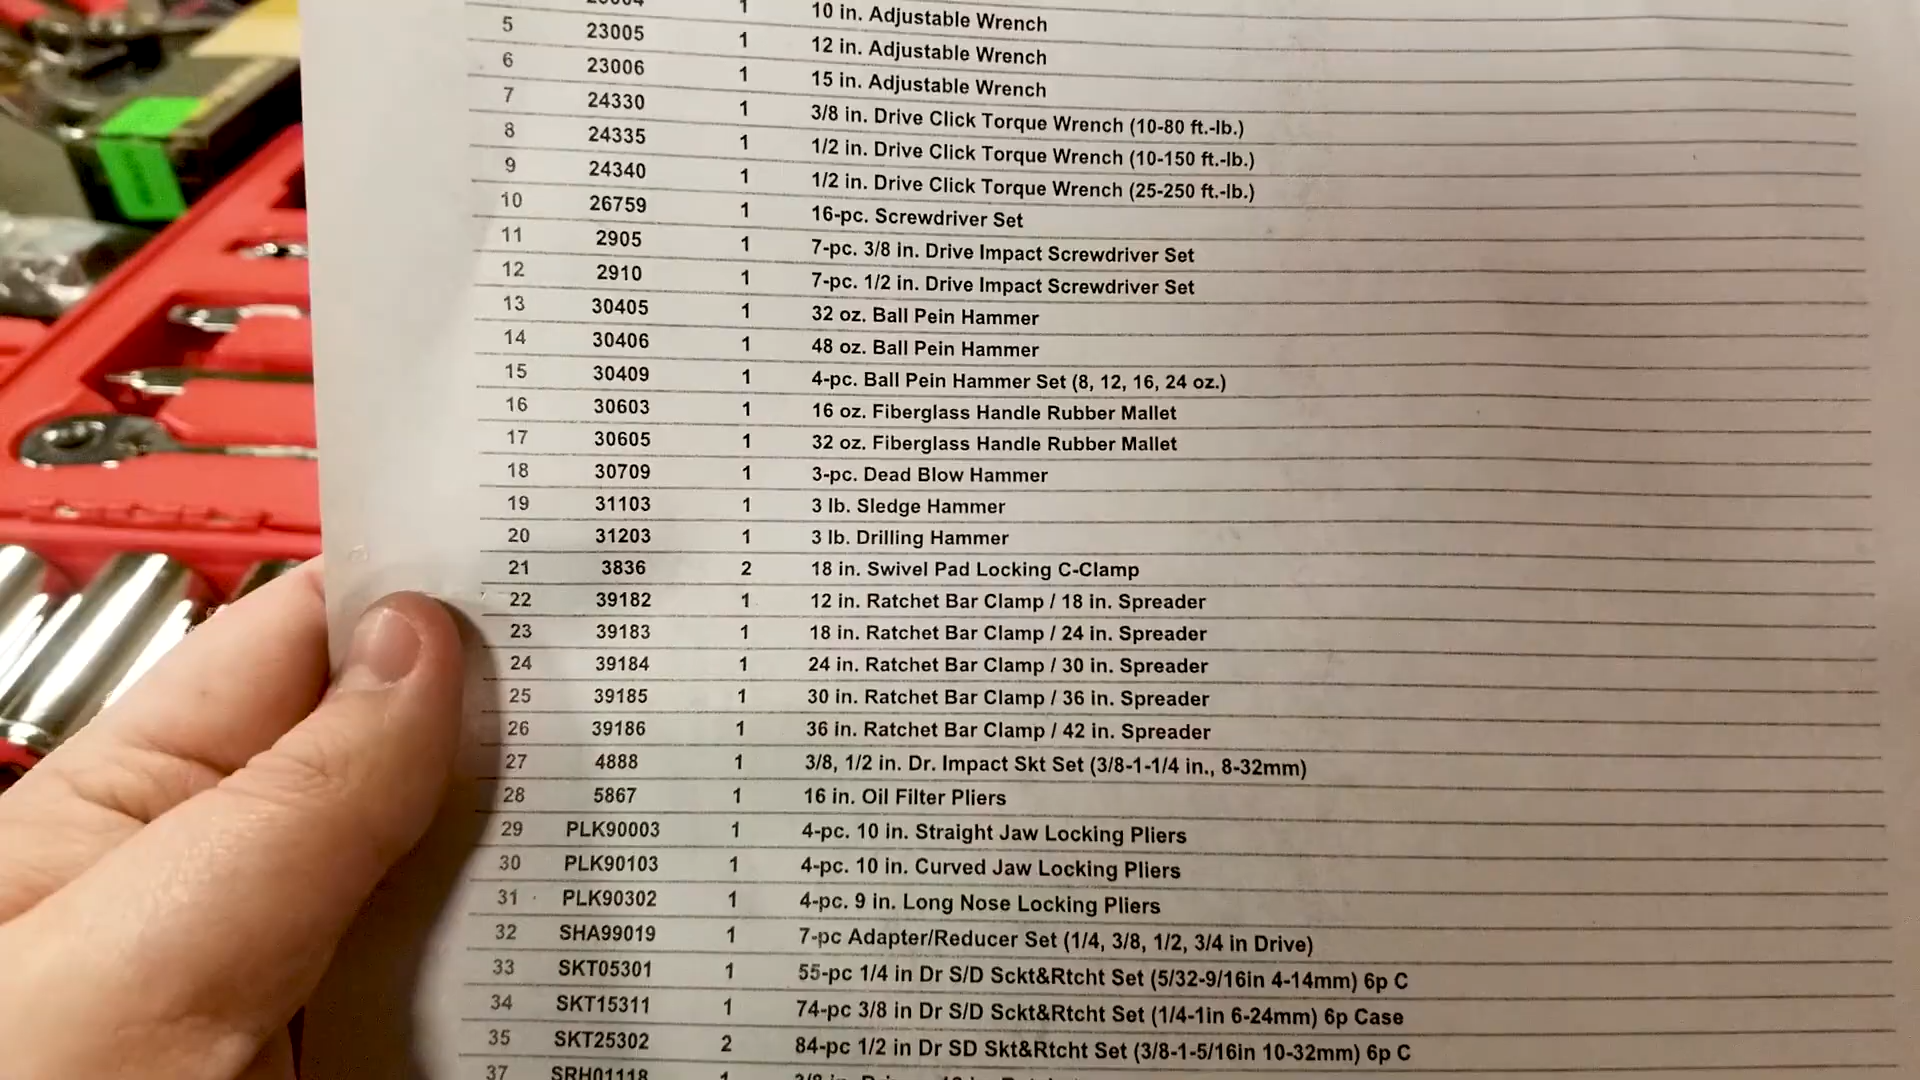 1 10 in. Adjustable Wrench
5 23005 1 12 in. Adjustable Wrench
6 23006 1 15 in. Adjustable Wrench
7 24330 1 3/8 in. Drive Click Torque Wrench (10-80 ft.-lb.)
8 24335 1 1/2 in. Drive Click Torque Wrench (10-150 ft.-lb.)
9 24340 1 1/2 in. Drive Click Torque Wrench (25-250 ft.-lb.)
10 26759 1 16-pc. Screwdriver Set
11 2905 1 7-pc. 3/8 in. Drive Impact Screwdriver Set
12 2910 1 7-pc. 1/2 in. Drive Impact Screwdriver Set
13 30405 1 32 oz. Ball Pein Hammer
14 30406 1 48 oz. Ball Pein Hammer
15 30409 1 4-pc. Ball Pein Hammer Set (8, 12, 16, 24 oz.)
16 30603 1 16 oz. Fiberglass Handle Rubber Mallet
17 30605 1 32 oz. Fiberglass Handle Rubber Mallet
18 30709 1 3-pc. Dead Blow Hammer
19 31103 1 3 lb. Sledge Hammer
20 31203 1 3 lb. Drilling Hammer
21 3836 2 18 in. Swivel Pad Locking C-Clamp
22 39182 1 12 in. Ratchet Bar Clamp / 18 in. Spreader
23 39183 1 18 in. Ratchet Bar Clamp / 24 in. Spreader
24 39184 1 24 in. Ratchet Bar Clamp / 30 in. Spreader
25 39185 1 30 in. Ratchet Bar Clamp / 36 in. Spreader
26 39186 1 36 in. Ratchet Bar Clamp / 42 in. Spreader
27 4888 1 3/8, 1/2 in. Dr. Impact Skt Set (3/8-1-1/4 in., 8-32mm)
28 5867 1 16 in. Oil Filter Pliers
29 PLK90003 1 4-pc. 10 in. Straight Jaw Locking Pliers
30 PLK90103 1 4-pc. 10 in. Curved Jaw Locking Pliers
31 PLK90302 1 4-pc. 9 in. Long Nose Locking Pliers
32 SHA99019 1 7-pc Adapter/Reducer Set (1/4, 3/8, 1/2, 3/4 in Drive)
33 SKT05301 1 55-pc 1/4 in Dr S/D Sckt&Rtcht Set (5/32-9/16in 4-14mm) 6p C
34 SKT15311 1 74-pc 3/8 in Dr S/D Sckt&Rtcht Set (1/4-1in 6-24mm) 6p Case
35 SKT25302 2 84-pc 1/2 in Dr SD Skt&Rtcht Set (3/8-1-5/16in 10-32mm) 6p C
37 SRH01118 1